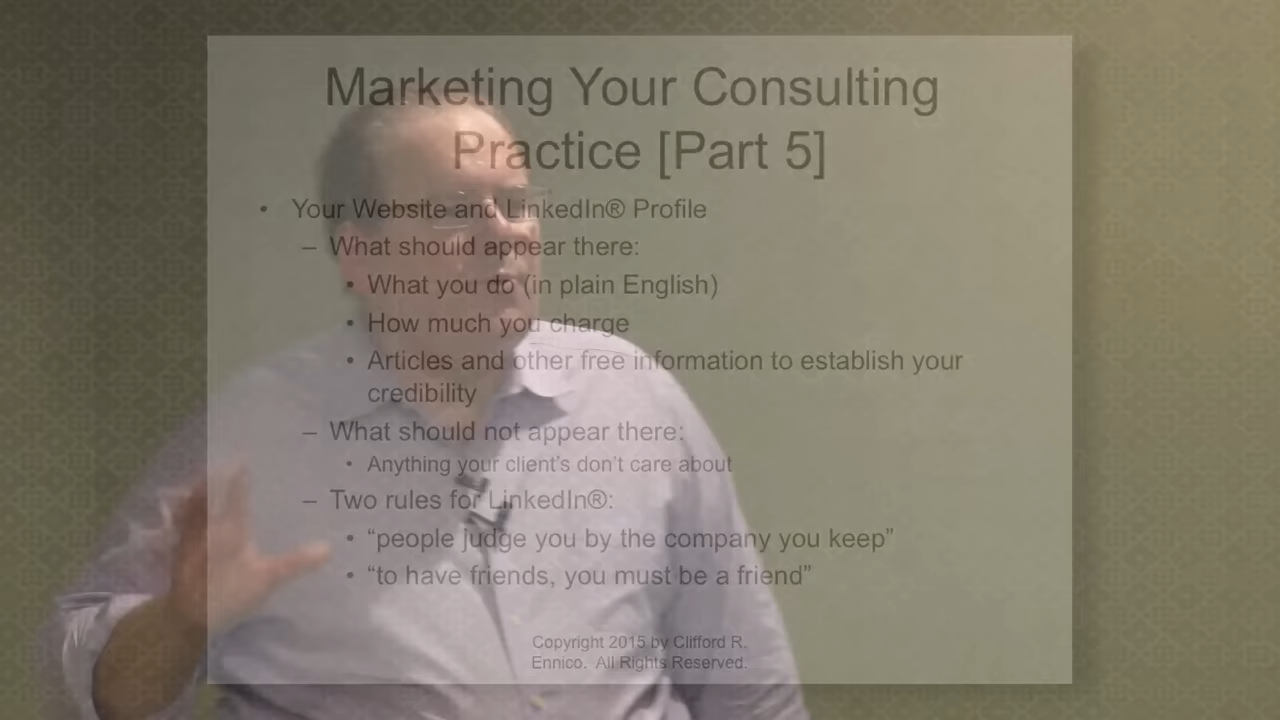 Marketing Your Consulting
Practice [Part 5]
• Your Website and LinkedIn® Profile
– What should appear there:
• What you do (in plain English)
• How much you charge
• Articles and other free information to establish your
credibility
– What should not appear there:
• Anything your client's don't care about
– Two rules for LinkedIn®:
• “people judge you by the company you keep”
• “to have friends, you must be a friend”
Copyright 2015 by Clifford R.
Ennico. All Rights Reserved.